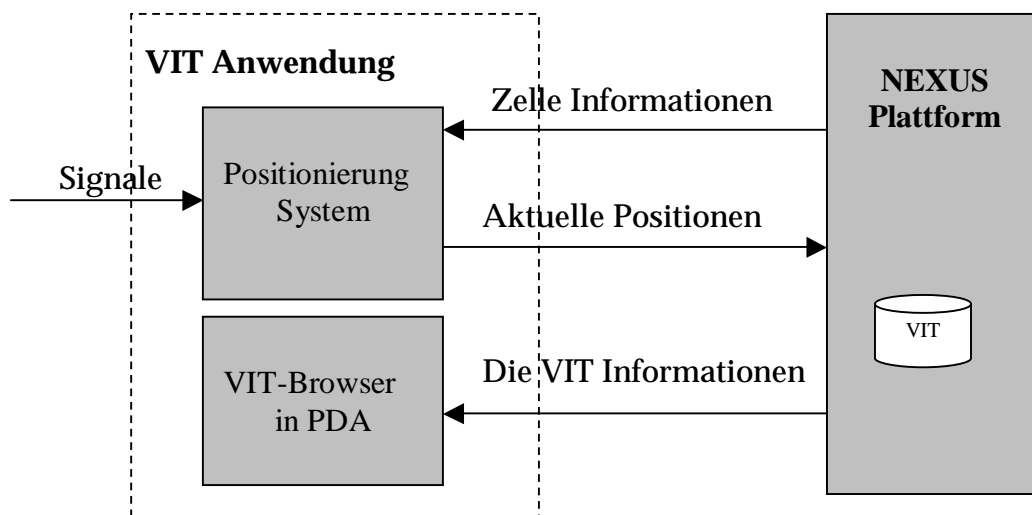 VIT Anwendung
Zelle Informationen
NEXUS
Plattform
Signale
Positionierung
System
Aktuelle Positionen
VIT
Die VIT Informationen
VIT-Browser
in PDA